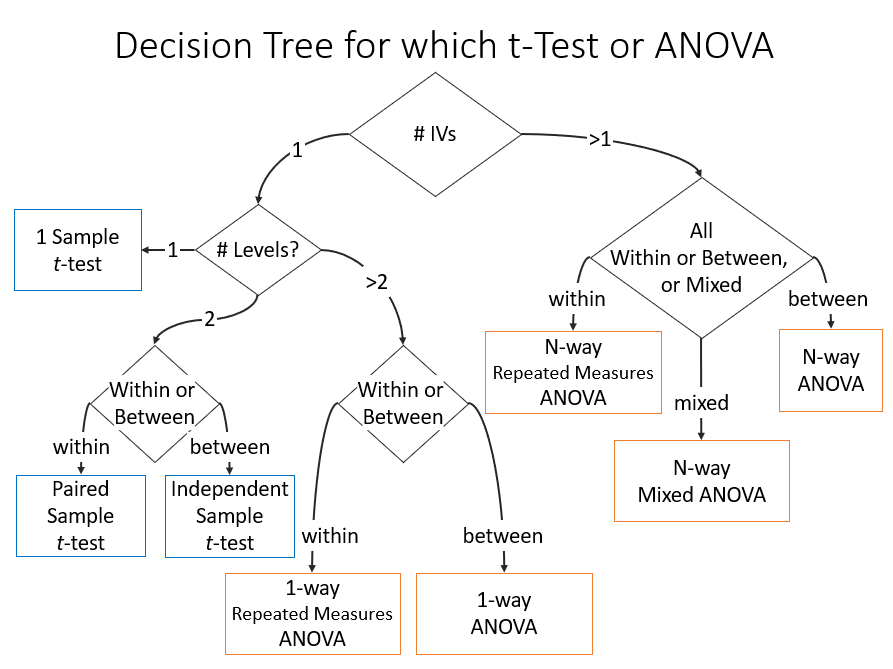 Decision Tree for which t-Test or ANOVA
# IVs
1
>1
1 Sample
t-test
1
# Levels?
>2
2
All
Within or Between,
or Mixed
within
between
N-way
Repeated Measures
ANOVA
N-way
ANOVA
mixed
N-way
Mixed ANOVA
Within or
Between
within
between
Paired
Sample
t-test
Independent
Sample
t-test
Within or
Between
within
between
1-way
Repeated Measures
ANOVA
1-way
ANOVA